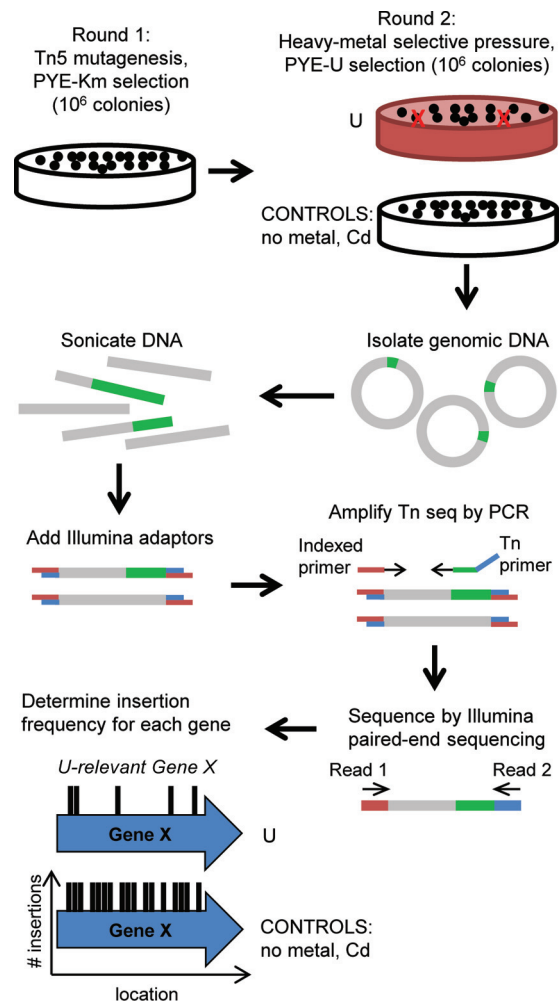 Round 1:
Tn5 mutagenesis,
PYE-Km selection
(10⁶ colonies)
Round 2:
Heavy-metal selective pressure,
PYE-U selection (10⁶ colonies)
U
CONTROLS:
no metal, Cd
Isolate genomic DNA
Sonicate DNA
Add Illumina adaptors
Amplify Tn seq by PCR
Indexed
primer
Tn
primer
Sequence by Illumina
paired-end sequencing
Read 1
Read 2
Determine insertion
frequency for each gene
U-relevant Gene X
Gene X
U
# insertions
Gene X
CONTROLS:
no metal, Cd
location